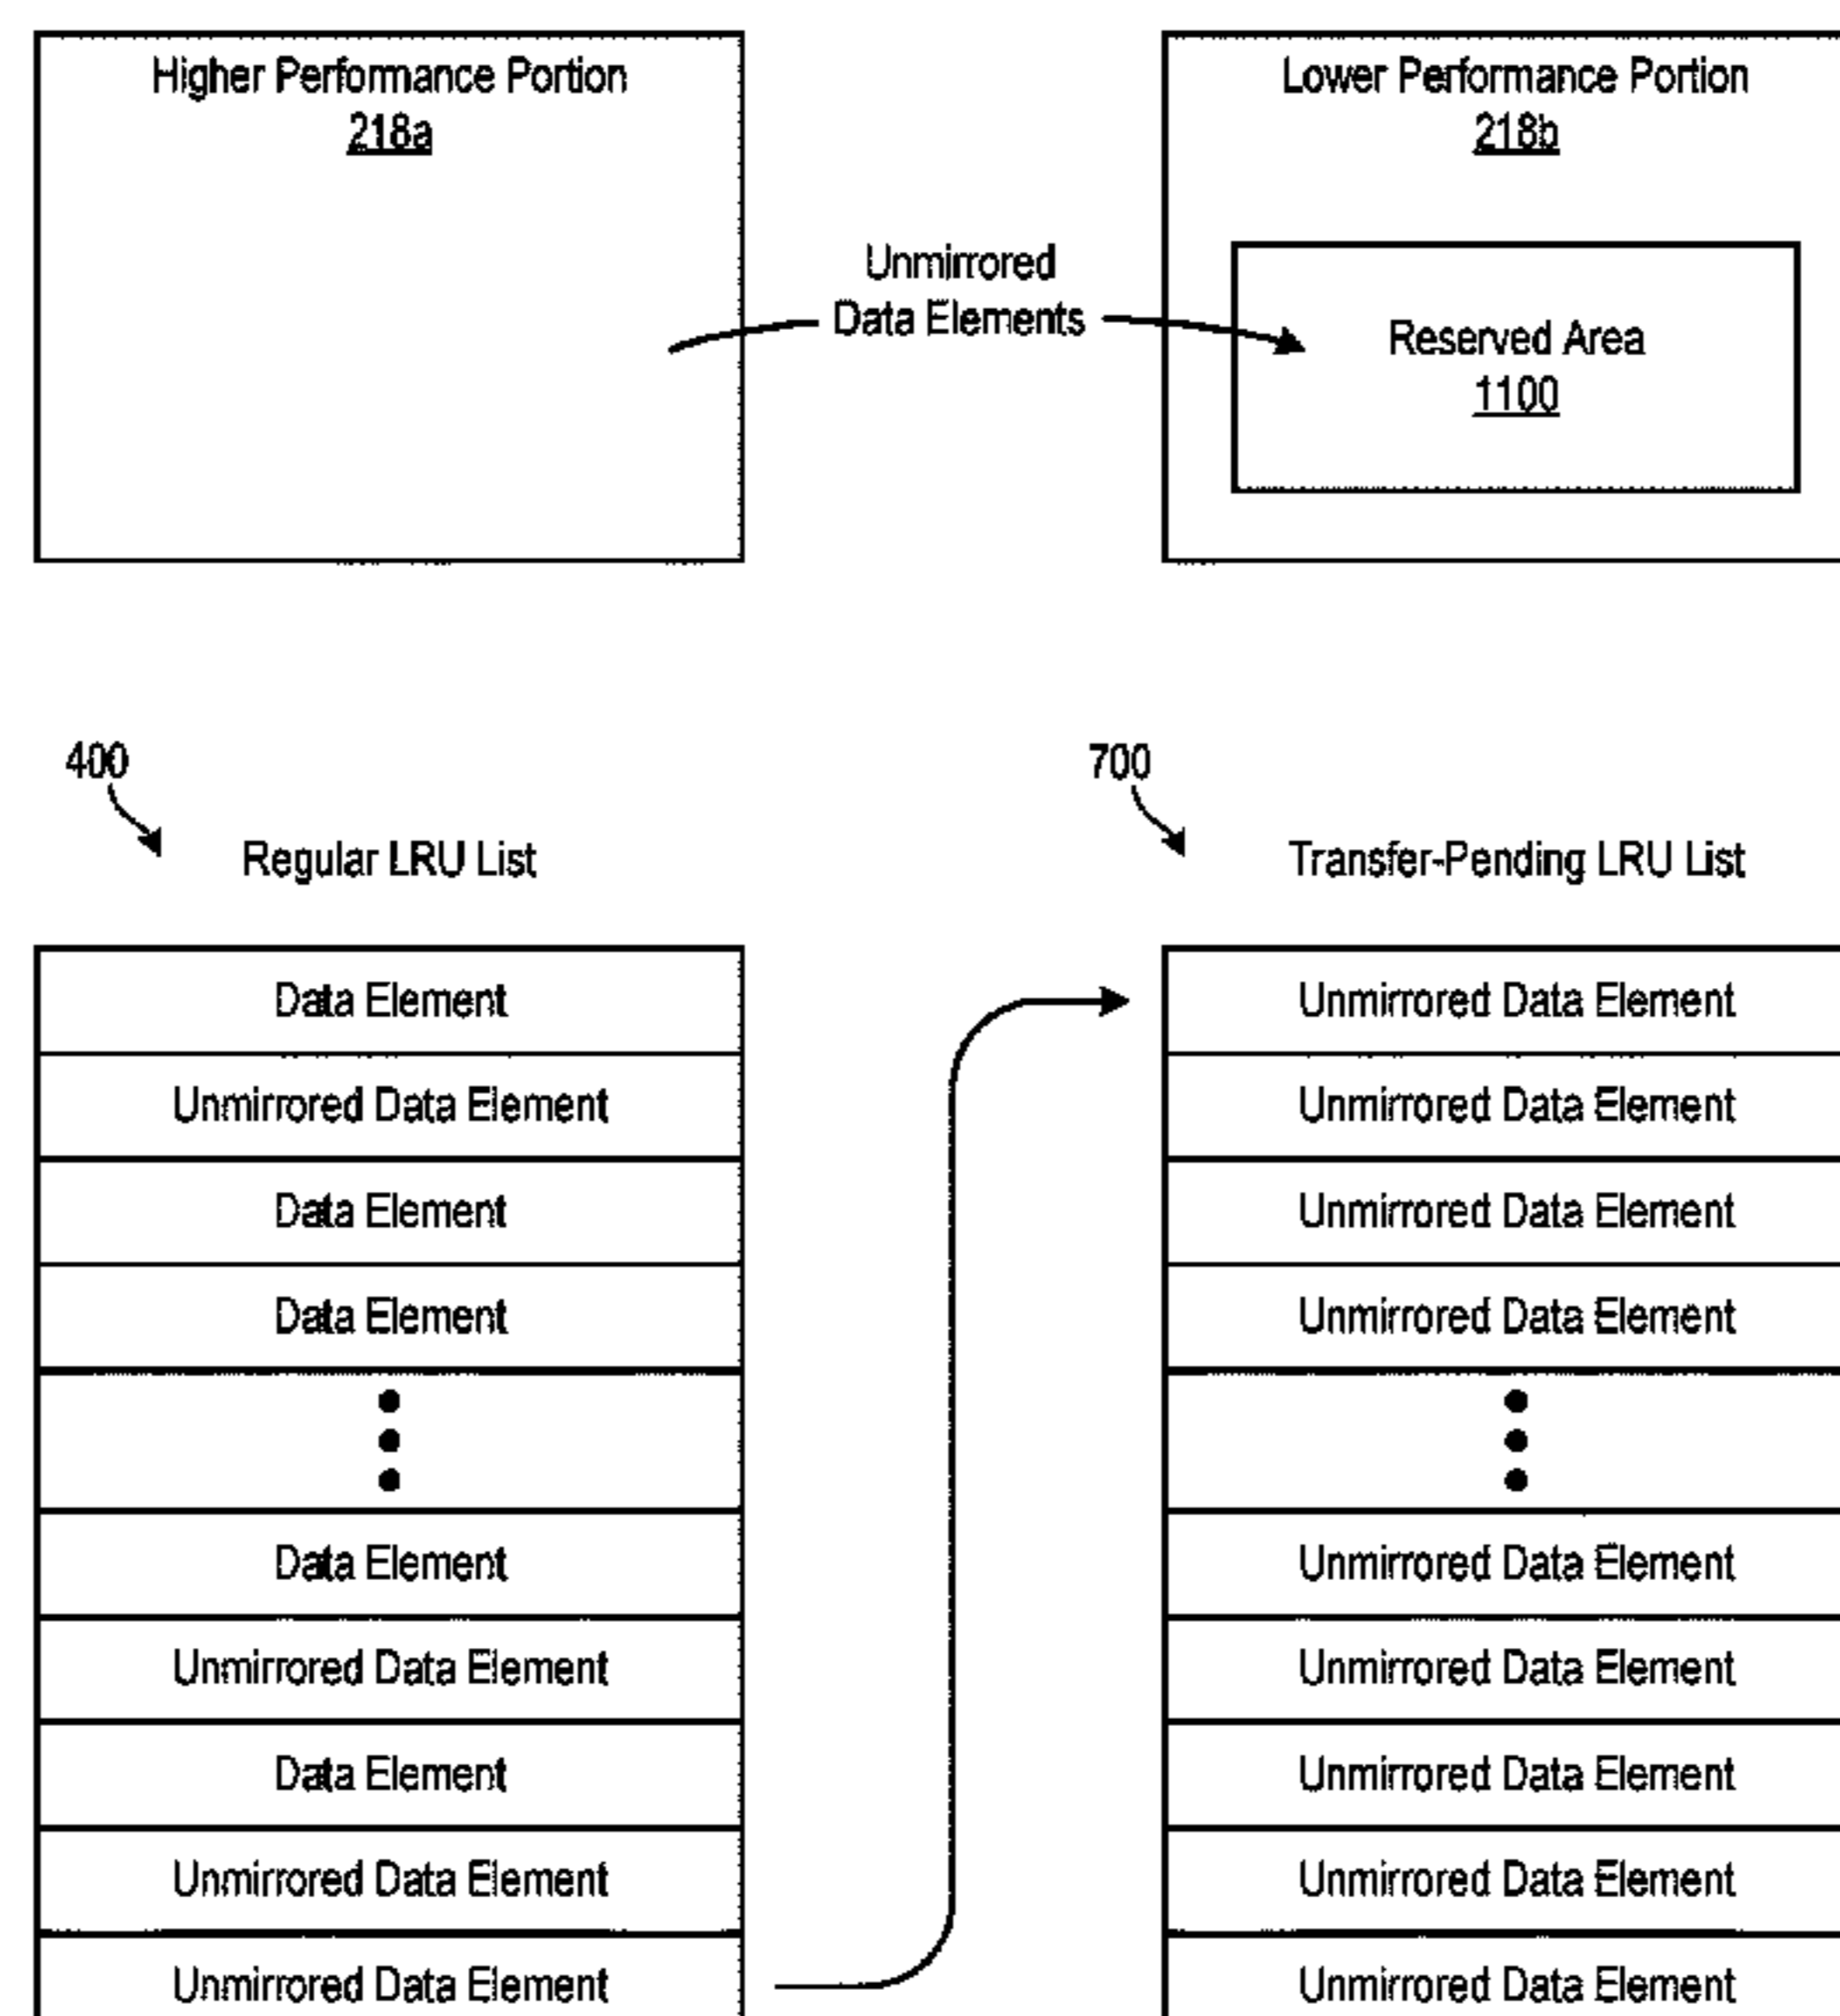 Higher Performance Portion
218a
Lower Performance Portion
218b
Unmirrored
Data Elements
Reserved Area
1100
400
Regular LRU List
Data Element
Unmirrored Data Element
Data Element
Data Element
Data Element
Unmirrored Data Element
Data Element
Unmirrored Data Element
Unmirrored Data Element
700
Transfer-Pending LRU List
Unmirrored Data Element
Unmirrored Data Element
Unmirrored Data Element
Unmirrored Data Element
Unmirrored Data Element
Unmirrored Data Element
Unmirrored Data Element
Unmirrored Data Element
Unmirrored Data Element